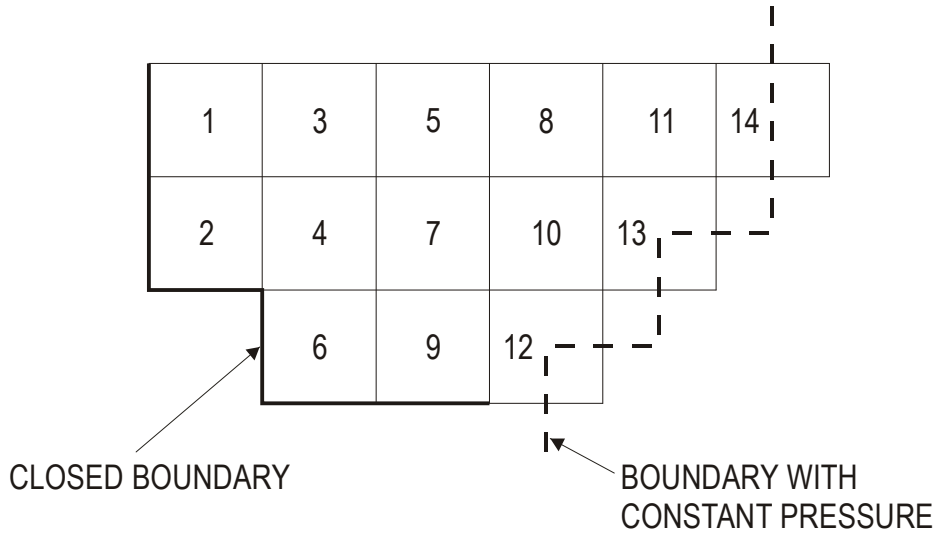 1 3 5 8 11 14
2 4 7 10 13
6 9 12
CLOSED BOUNDARY
BOUNDARY WITH
CONSTANT PRESSURE